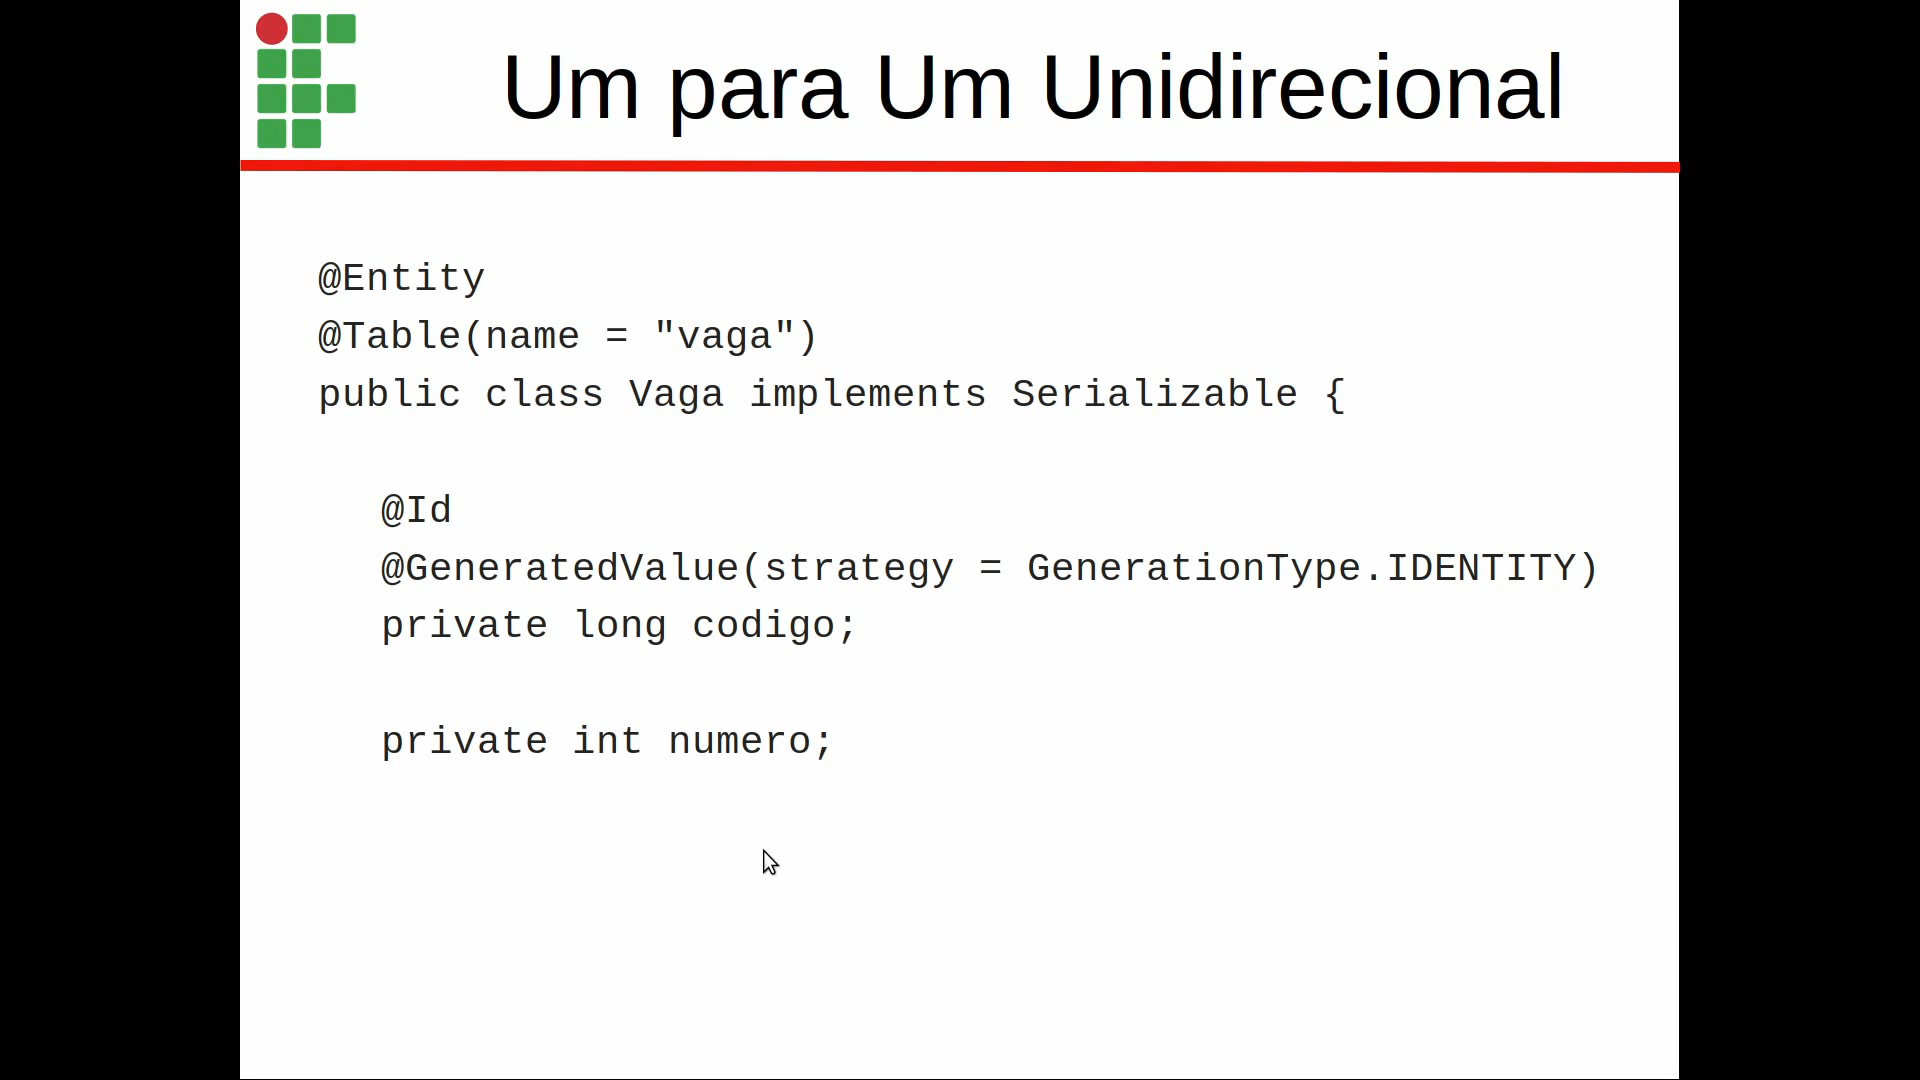 Um para Um Unidirecional
@Entity
@Table(name = "vaga")
public class Vaga implements Serializable {
@Id
@GeneratedValue(strategy = GenerationType.IDENTITY)
private long codigo;
private int numero;